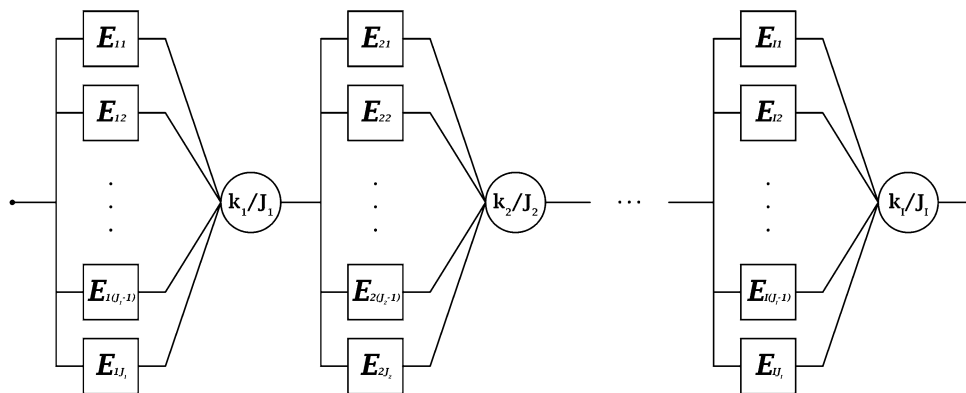 E11 E21 EI1
E12 E22 EI2
k1/J1 k2/J2 ... kI/JI
E1(J1-1) E2(J2-1) EI(JI-1)
E1J1 E2J2 EIJI